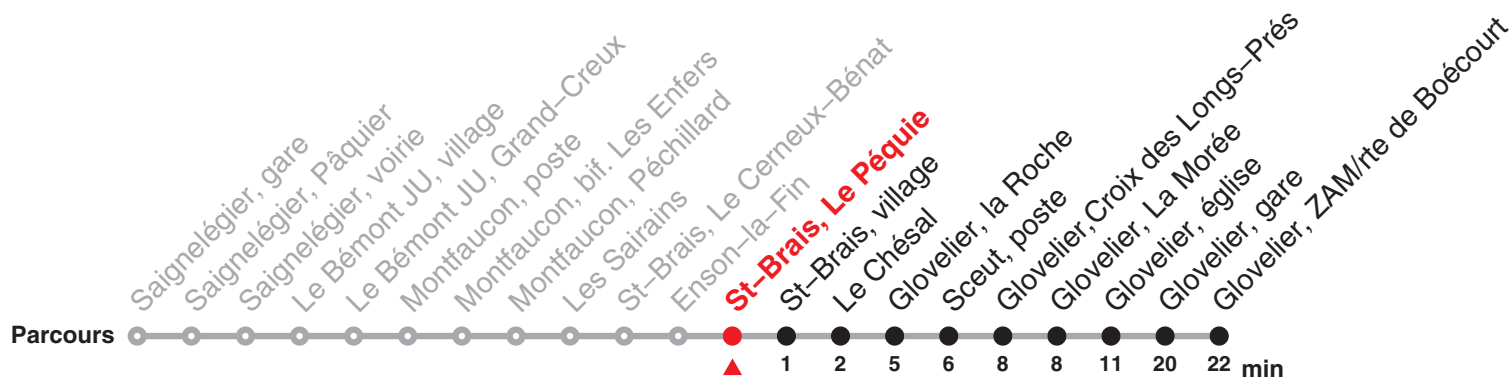 Saignelégier, gare
Saignelégier, Pâquier
Saignelégier, voirie
Le Bémont JU, village
Le Bémont JU, Grand–Creux
Montfaucon, poste
Montfaucon, bif. Les Enfers
Montfaucon, Péchillard
Les Sairains
St–Brais, Le Cerneux–Bénat
Enson–la–Fin
St–Brais, Le Péquie
St–Brais, village
Le Chésal
Glovelier, la Roche
Sceut, poste
Glovelier, Croix des Longs–Prés
Glovelier, La Morée
Glovelier, église
Glovelier, gare
Glovelier, ZAM/rte de Boécourt
Parcours
1 2 5 6 8 8 11 20 22 min